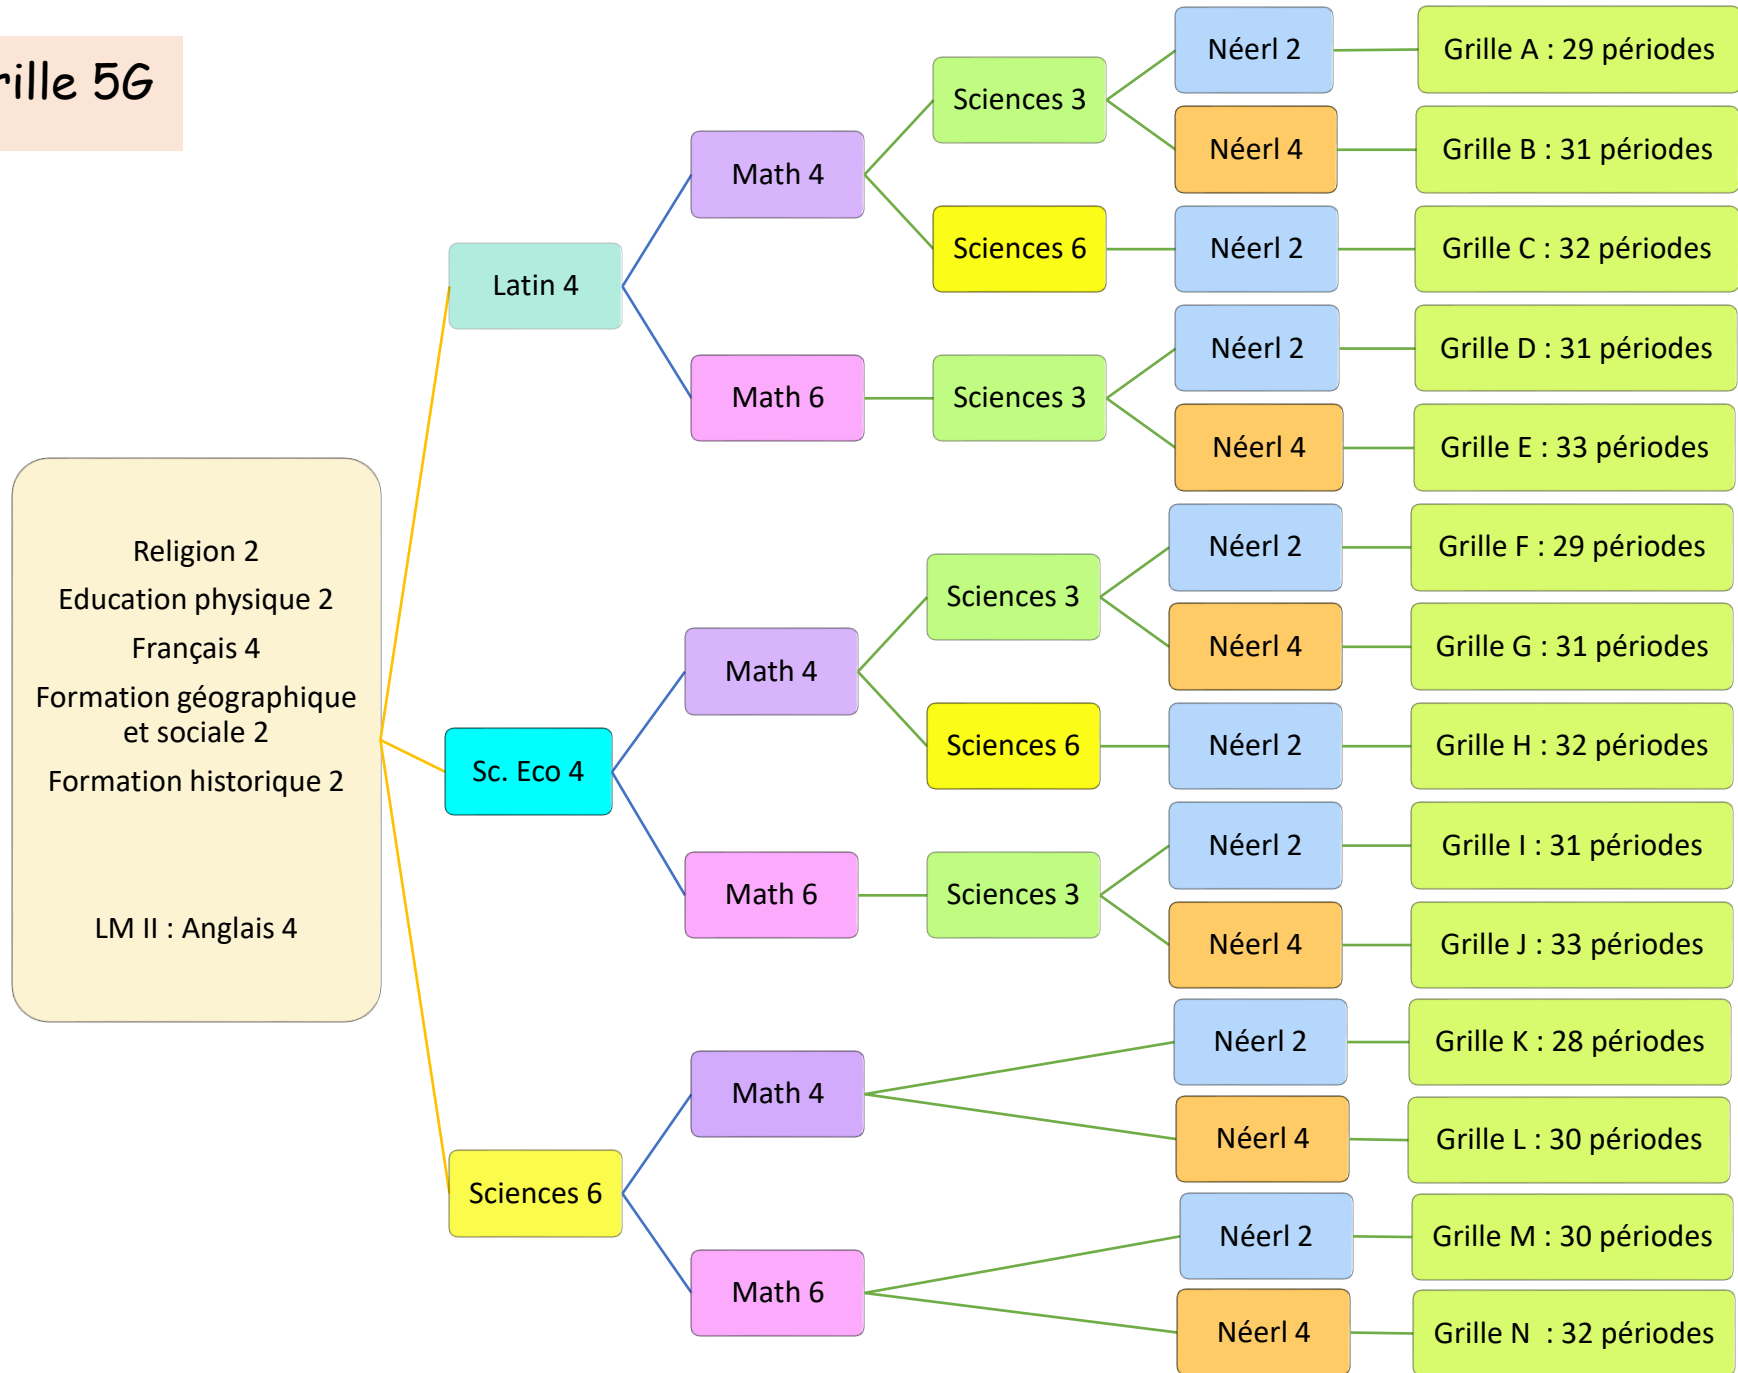 rille 5G
Religion 2
Education physique 2
Français 4
Formation géographique
et sociale 2
Formation historique 2
LM II : Anglais 4
Latin 4
Math 4
Sciences 3
Néerl 2
Grille A : 29 périodes
Néerl 4
Grille B : 31 périodes
Sciences 6
Néerl 2
Grille C : 32 périodes
Math 6
Sciences 3
Néerl 2
Grille D : 31 périodes
Néerl 4
Grille E : 33 périodes
Sc. Eco 4
Math 4
Sciences 3
Néerl 2
Grille F : 29 périodes
Néerl 4
Grille G : 31 périodes
Sciences 6
Néerl 2
Grille H : 32 périodes
Math 6
Sciences 3
Néerl 2
Grille I : 31 périodes
Néerl 4
Grille J : 33 périodes
Sciences 6
Math 4
Néerl 2
Grille K : 28 périodes
Néerl 4
Grille L : 30 périodes
Math 6
Néerl 2
Grille M : 30 périodes
Néerl 4
Grille N  : 32 périodes